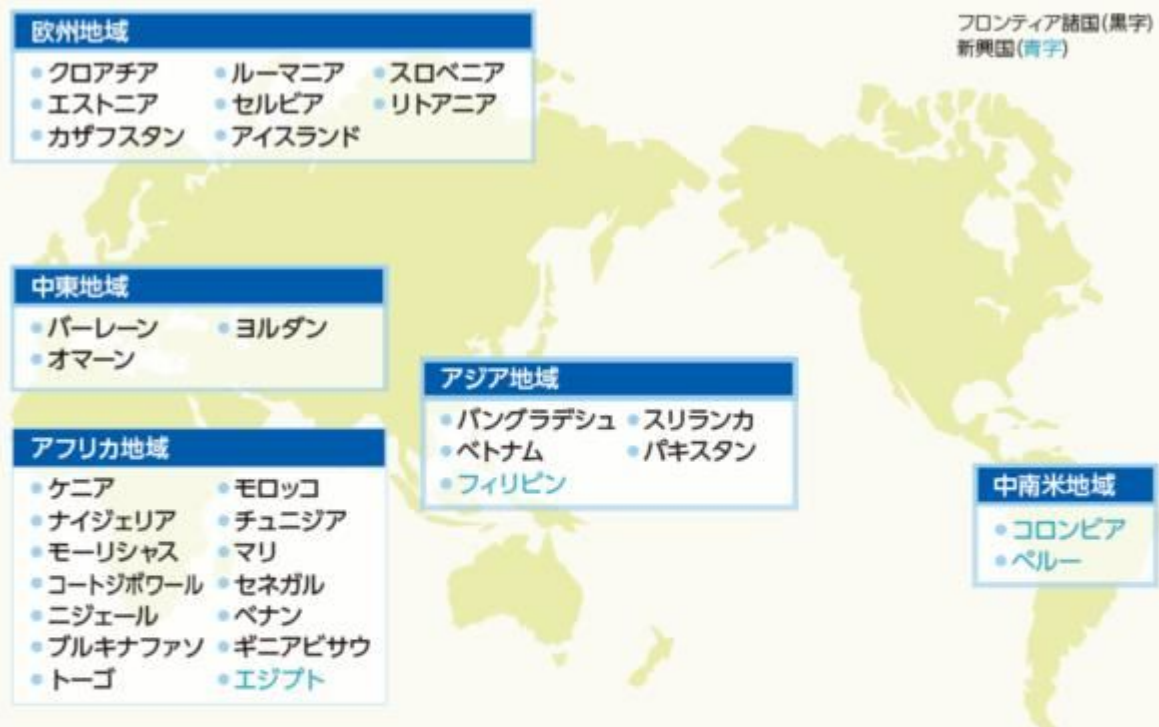 フロンティア諸国(黒字)
新興国(青字)
欧州地域
クロアチア ルーマニア スロベニア
エストニア セルビア リトアニア
カザフスタン アイスランド
中東地域
バーレーン ヨルダン
オマーン
アジア地域
バングラデシュ スリランカ
ベトナム パキスタン
フィリピン
アフリカ地域
ケニア モロッコ
ナイジェリア チュニジア
モーリシャス マリ
コートジボワール セネガル
ニジェール ベナン
ブルキナファソ ギニアビサウ
トーゴ エジプト
中南米地域
コロンビア
ペルー